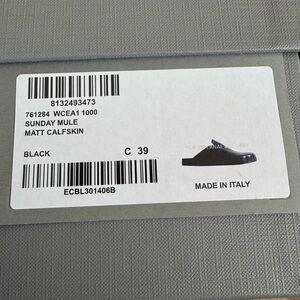 8132493473
761284 WCEA1 1000
SUNDAY MULE
MATT CALFSKIN
BLACK C 39
MADE IN ITALY
ECBL301406B